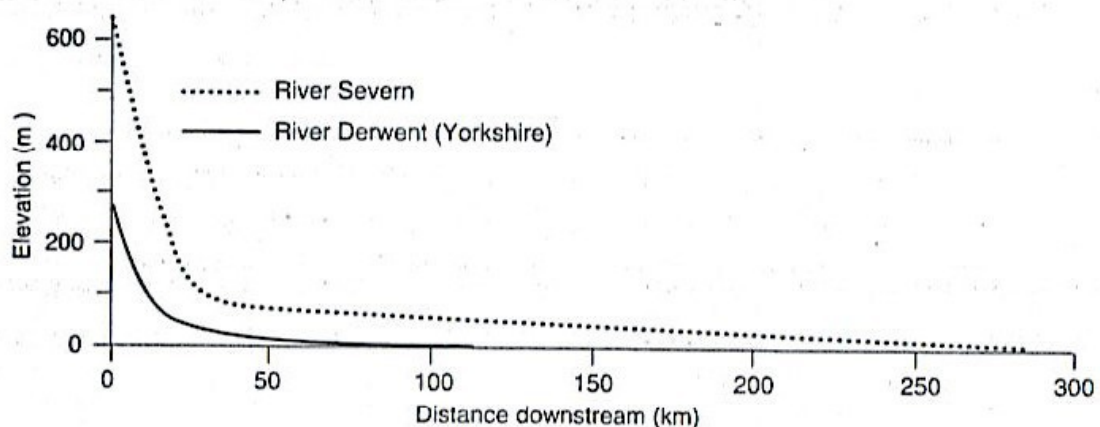 600
400
200
0
Elevation (m )
River Severn
River Derwent (Yorkshire)
0 50 100 150 200 250 300
Distance downstream (km)